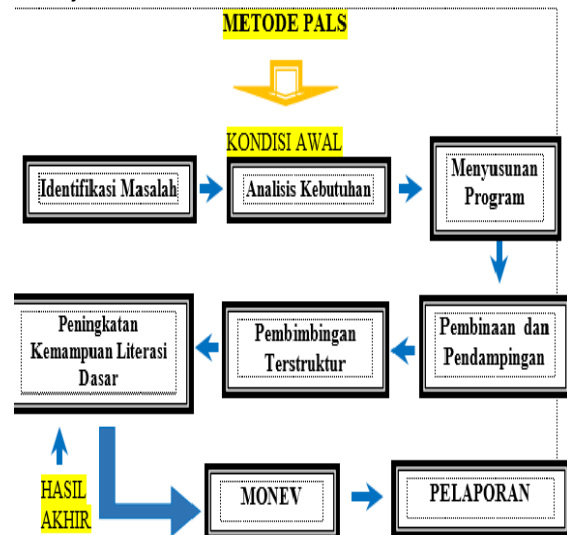 METODE PALS
KONDISI AWAL
Identifikasi Masalah
Analisis Kebutuhan
Menyusunan
Program
Peningkatan
Kemampuan Literasi
Dasar
Pembimbingan
Terstruktur
Pembinaan dan
Pendampingan
HASIL
AKHIR
MONEV
PELAPORAN